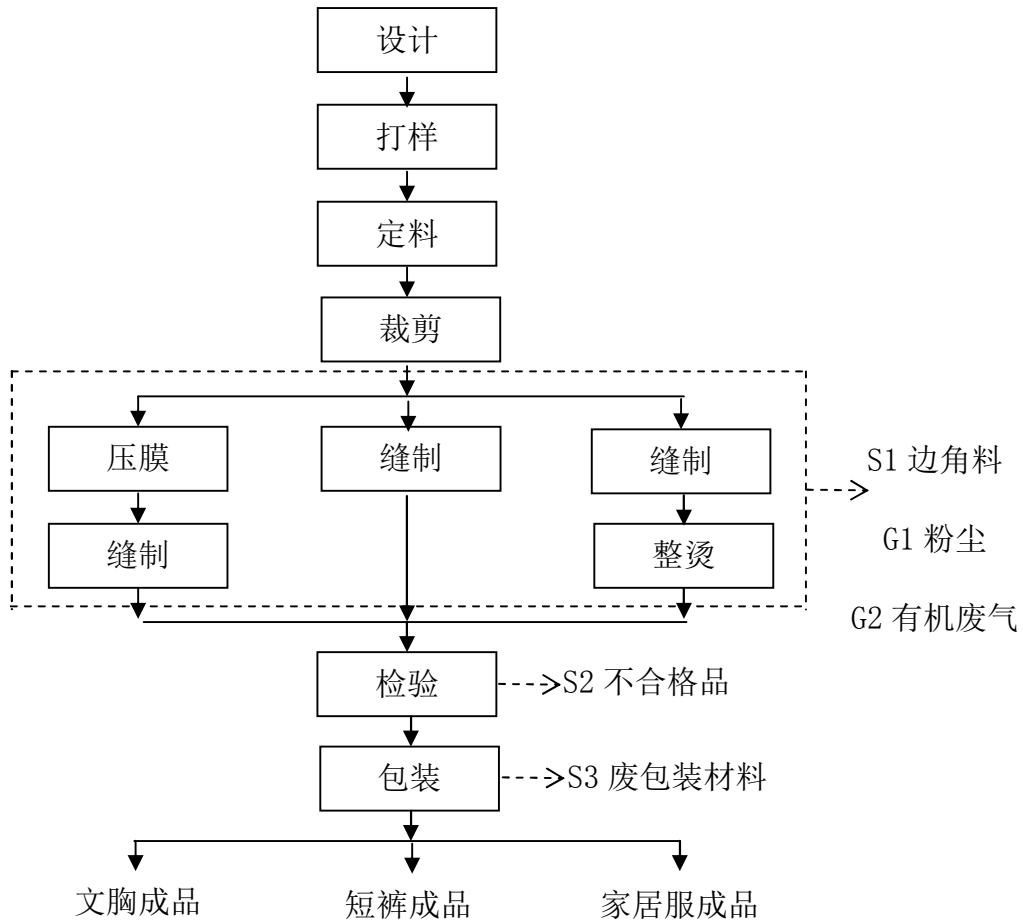 设计
打样
定料
裁剪
压膜
缝制
缝制
S1 边角料
缝制
整烫
G1 粉尘
G2 有机废气
检验
S2 不合格品
包装
S3 废包装材料
文胸成品
短裤成品
家居服成品